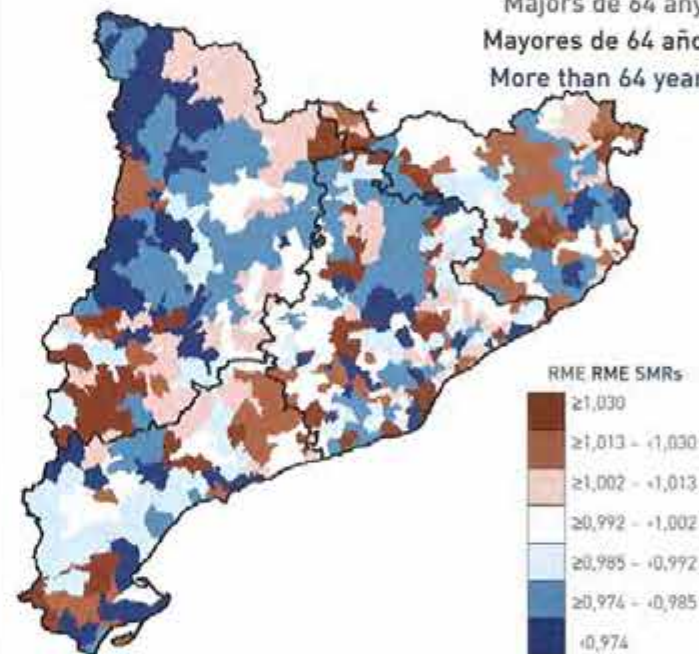 Majors de 64 any
Mayores de 64 año
More than 64 year
RME RME SMRs
≥1,030
≥1,013 - <1,030
≥1,002 - <1,013
≥0,992 - <1,002
≥0,985 - <0,992
≥0,974 - <0,985
<0,974